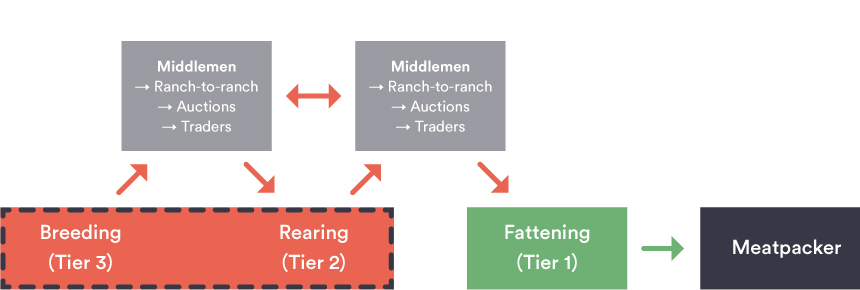 Middlemen
→ Ranch-to-ranch
→ Auctions
→ Traders
Middlemen
→ Ranch-to-ranch
→ Auctions
→ Traders
Breeding
(Tier 3)
Rearing
(Tier 2)
Fattening
(Tier 1)
Meatpacker